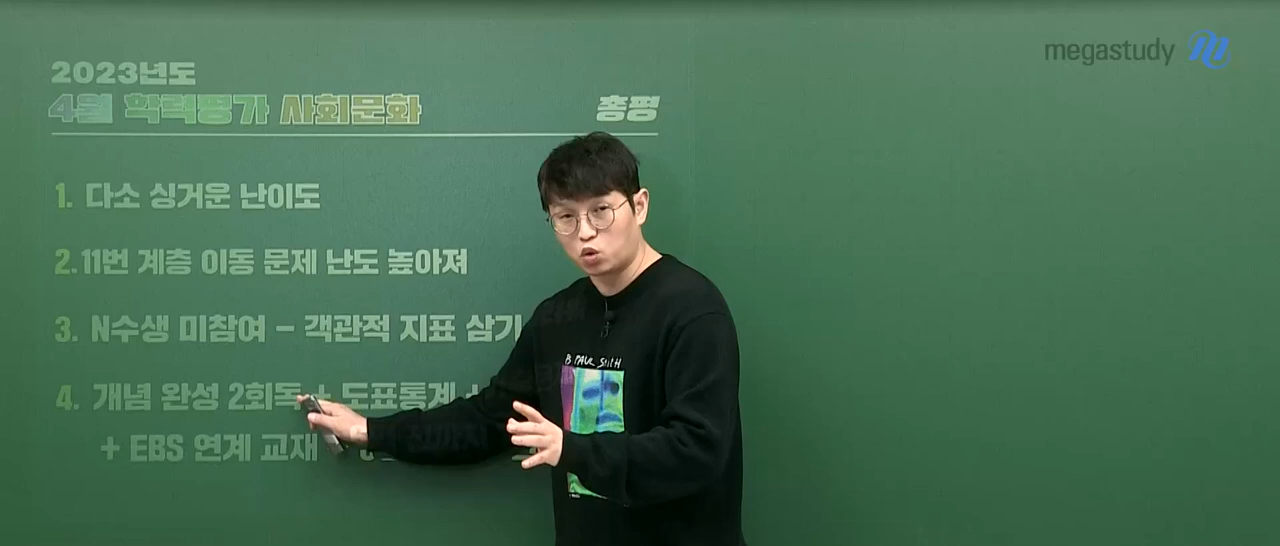 megastudy
2023년도
4월 학력평가 사회문화 총평
1. 다소 싱거운 난이도
2. 11번 계층 이동 문제 난도 높아져
3. N수생 미참여 - 객관적 지표 삼기
4. 개념 완성 2회독 + 도표통계 +
+ EBS 연계 교재
PAUL SMITH